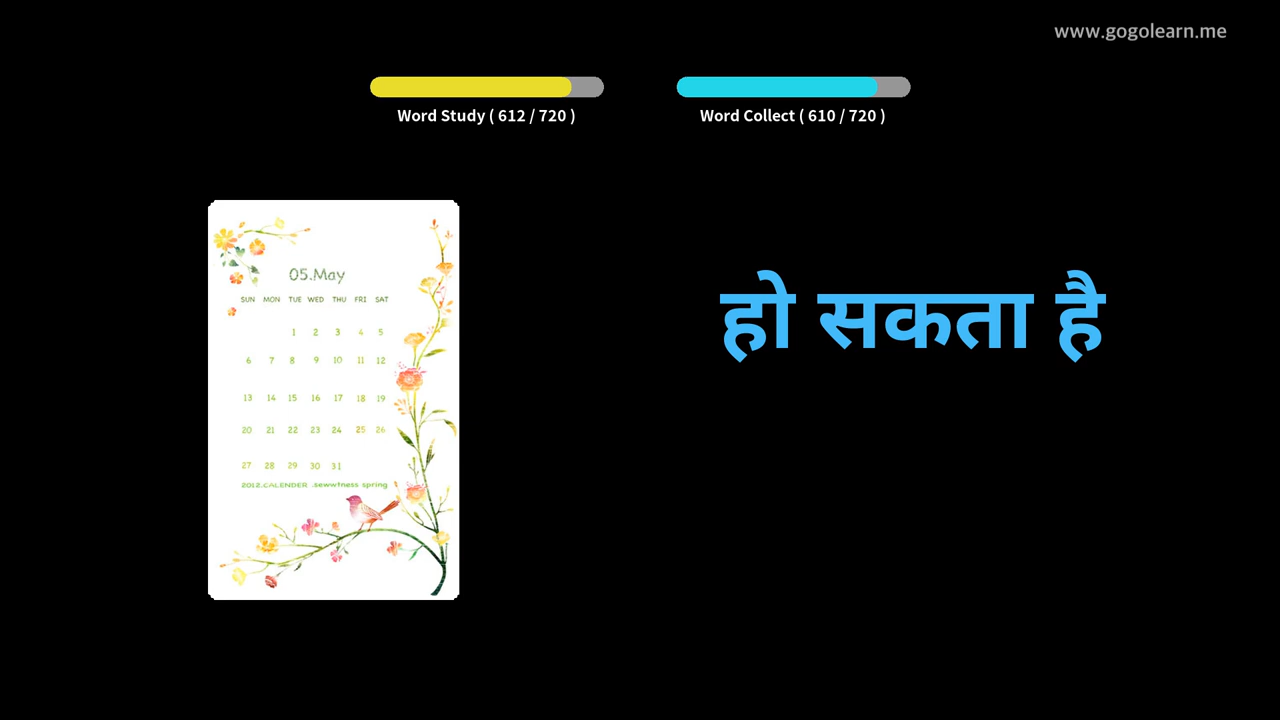 www.gogolearn.me
Word Study ( 612 / 720 )
Word Collect ( 610 / 720 )
05.May
SUN MON TUE WED THU FRI SAT
1 2 3 4 5
6 7 8 9 10 11 12
13 14 15 16 17 18 19
20 21 22 23 24 25 26
27 28 29 30 31
2012.CALENDER .sewwtness spring
हो सकता है